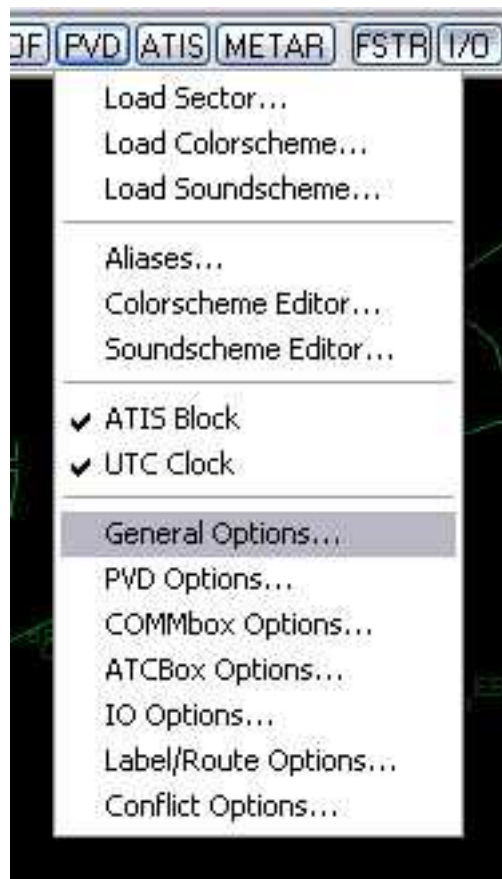 DF PVD ATIS METAR FSTR I/O
Load Sector...
Load Colorscheme...
Load Soundscheme...
Aliases...
Colorscheme Editor...
Soundscheme Editor...
ATIS Block
UTC Clock
General Options...
PVD Options...
COMMbox Options...
ATCBox Options...
IO Options...
Label/Route Options...
Conflict Options...